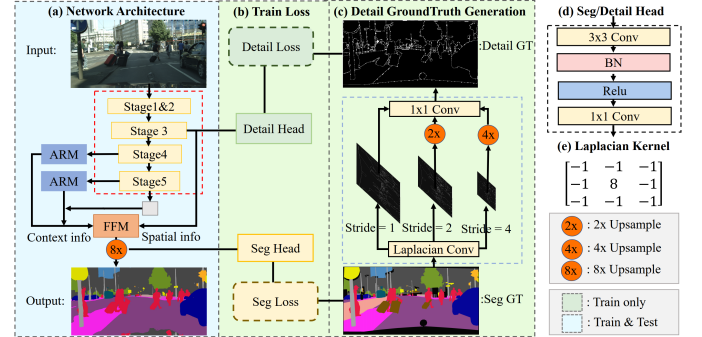 (a) Network Architecture
Input:
Stage1&2
Stage 3
ARM
Stage4
ARM
Stage5
FFM
Context info
Spatial info
8x
Output:
(b) Train Loss
Detail Loss
Detail Head
Seg Head
Seg Loss
(c) Detail GroundTruth Generation
:Detail GT
1x1 Conv
2x
4x
Stride = 1
Stride = 2
Stride = 4
Laplacian Conv
:Seg GT
(d) Seg/Detail Head
3x3 Conv
BN
Relu
1x1 Conv
(e) Laplacian Kernel
−1 −1 −1
−1 8 −1
−1 −1 −1
2x : 2x Upsample
4x : 4x Upsample
8x : 8x Upsample
: Train only
: Train & Test